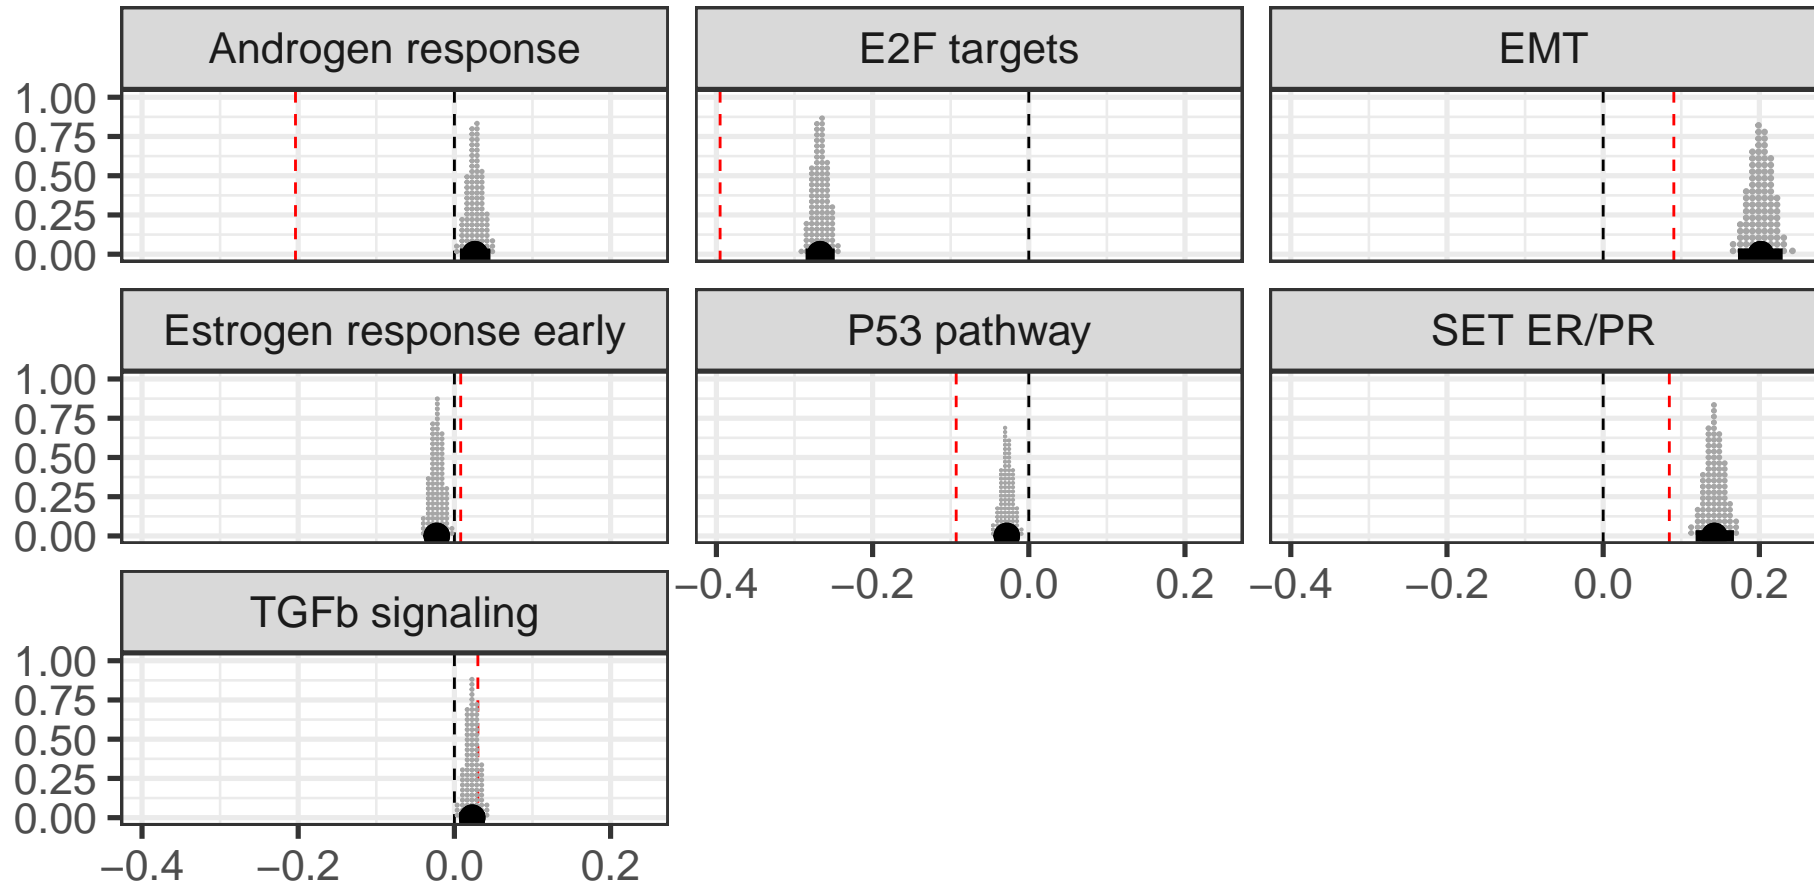 Androgen response
E2F targets
EMT
1.00
0.75
0.50
0.25
0.00
Estrogen response early
P53 pathway
SET ER/PR
1.00
0.75
0.50
0.25
0.00
−0.4 −0.2 0.0 0.2
−0.4 −0.2 0.0 0.2
TGFb signaling
1.00
0.75
0.50
0.25
0.00
−0.4 −0.2 0.0 0.2